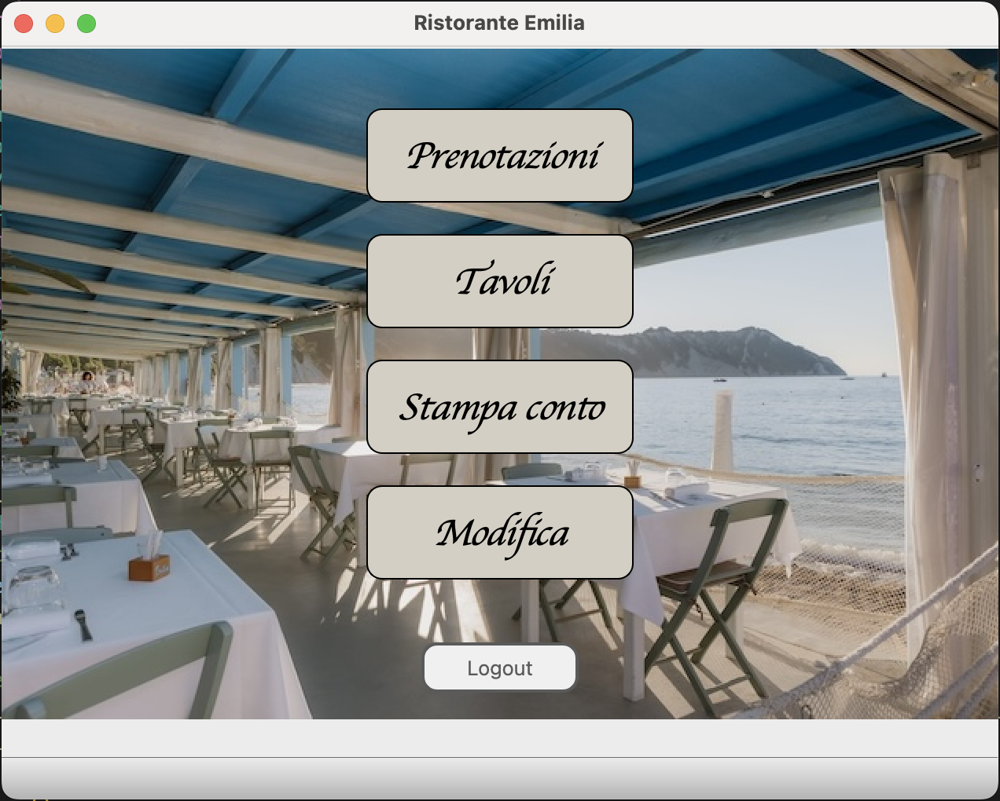 Ristorante Emilia
Prenotazioni
Tavoli
Stampa conto
Modifica
Logout